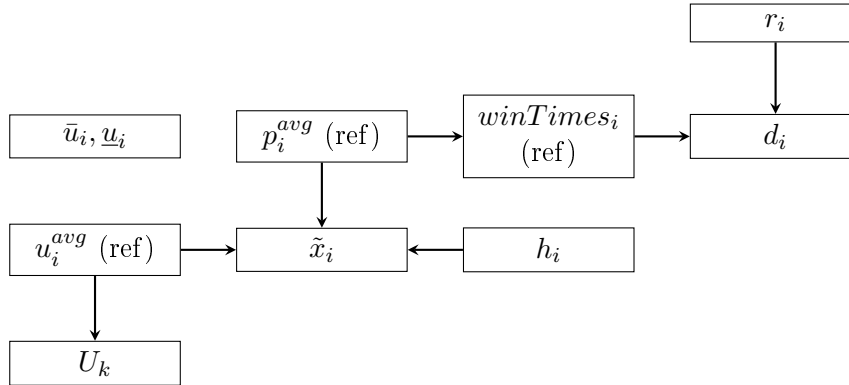 r_i
ū_i, u̲_i
p_i^{avg} (ref)
winTimes_i
(ref)
d_i
u_i^{avg} (ref)
x̃_i
h_i
U_k